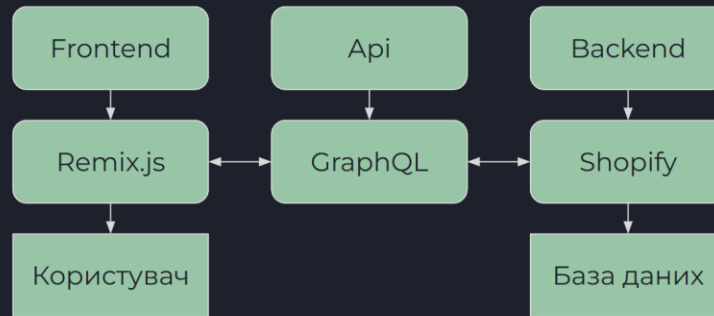 Frontend
Api
Backend
Remix.js
GraphQL
Shopify
Користувач
База даних